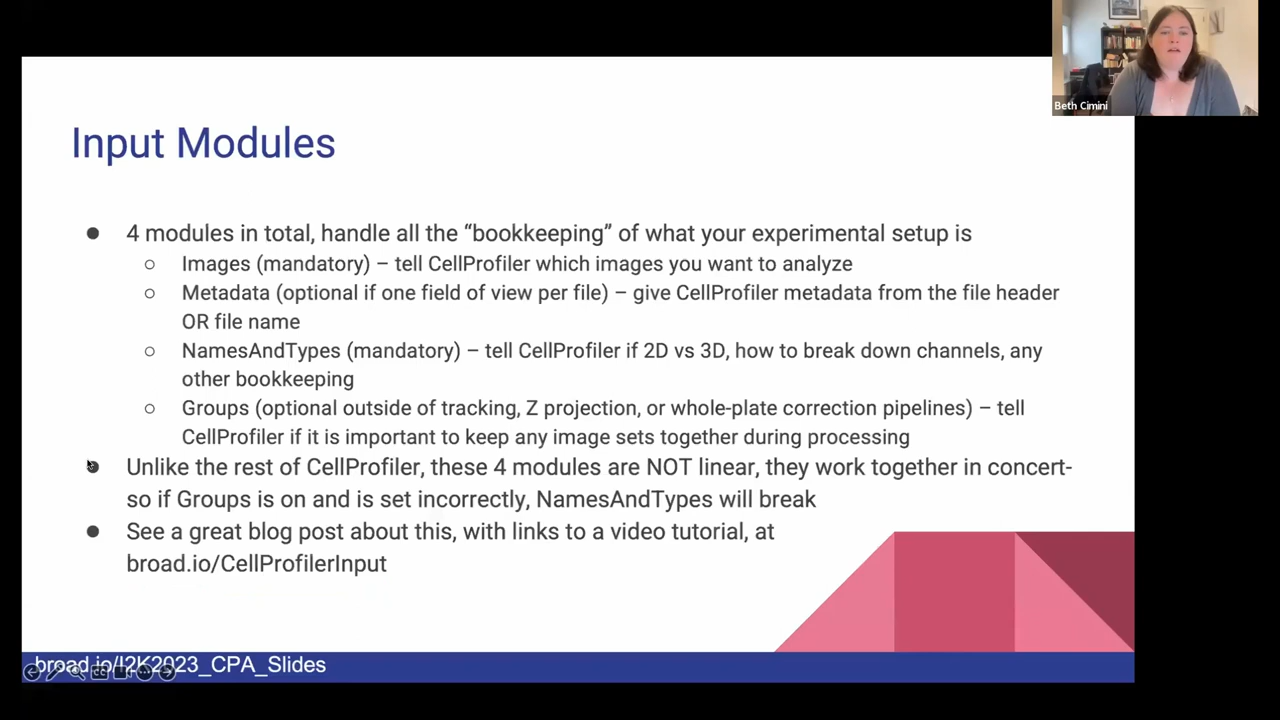 Beth Cimini
Input Modules
● 4 modules in total, handle all the “bookkeeping” of what your experimental setup is
○ Images (mandatory) – tell CellProfiler which images you want to analyze
○ Metadata (optional if one field of view per file) – give CellProfiler metadata from the file header
OR file name
○ NamesAndTypes (mandatory) – tell CellProfiler if 2D vs 3D, how to break down channels, any
other bookkeeping
○ Groups (optional outside of tracking, Z projection, or whole-plate correction pipelines) – tell
CellProfiler if it is important to keep any image sets together during processing
● Unlike the rest of CellProfiler, these 4 modules are NOT linear, they work together in concert-
so if Groups is on and is set incorrectly, NamesAndTypes will break
● See a great blog post about this, with links to a video tutorial, at
broad.io/CellProfilerInput
broad.io/I2K2023_CPA_Slides